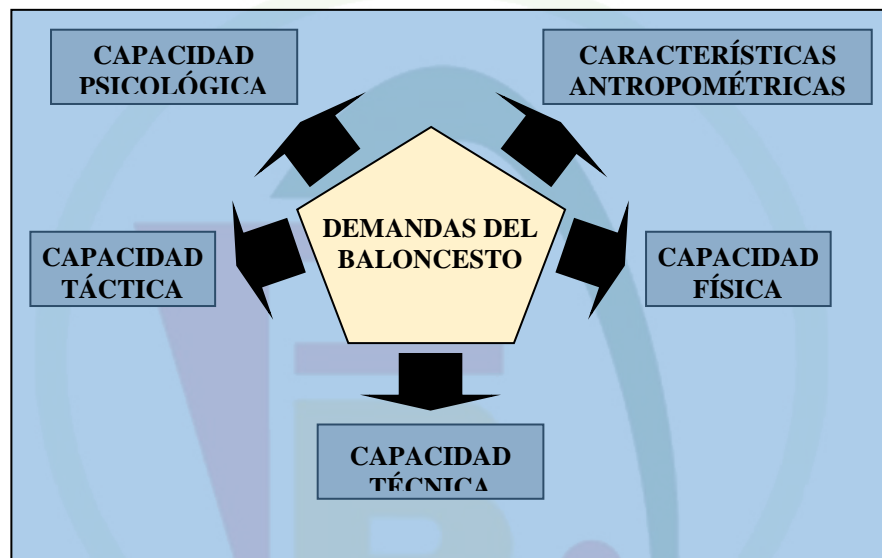 CAPACIDAD
PSICOLÓGICA
CARACTERÍSTICAS
ANTROPOMÉTRICAS
DEMANDAS DEL
BALONCESTO
CAPACIDAD
TÁCTICA
CAPACIDAD
FÍSICA
CAPACIDAD
TÉCNICA